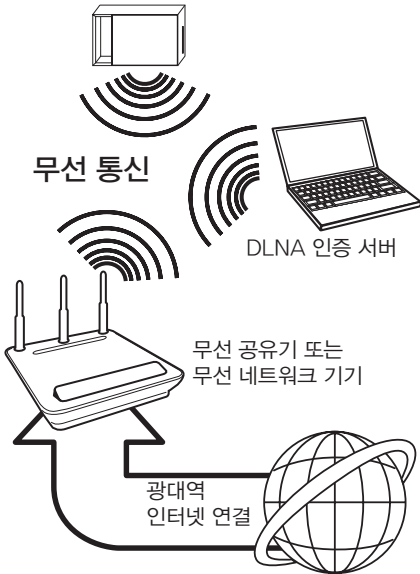 무선 통신
DLNA 인증 서버
무선 공유기 또는
무선 네트워크 기기
광대역
인터넷 연결